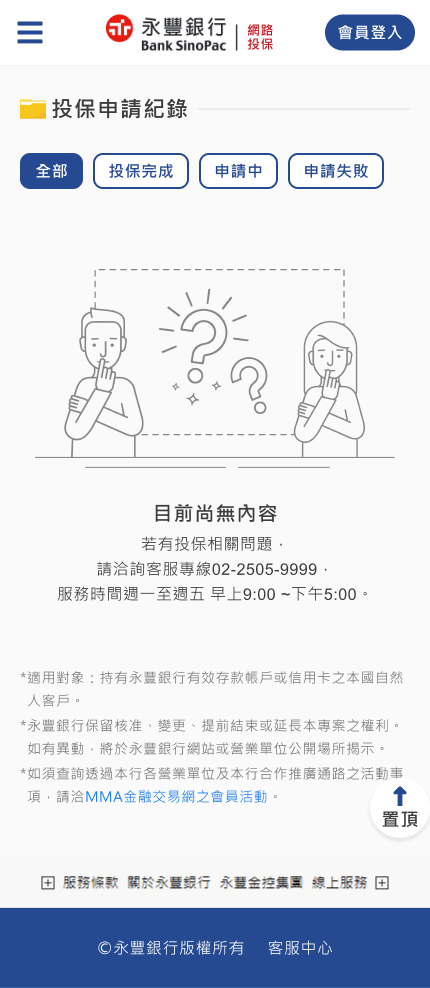 永豐銀行
Bank SinoPac
網路
投保
會員登入
投保申請紀錄
全部 投保完成 申請中 申請失敗
目前尚無內容
若有投保相關問題，
請洽詢客服專線02-2505-9999，
服務時間週一至週五 早上9:00 ~下午5:00。
*適用對象：持有永豐銀行有效存款帳戶或信用卡之本國自然
人客戶。
*永豐銀行保留核准、變更、提前結束或延長本專案之權利。
如有異動，將於永豐銀行網站或營業單位公開場所揭示。
*如須查詢透過本行各營業單位及本行合作推廣通路之活動事
項，請洽MMA金融交易網之會員活動。
置頂
服務條款 關於永豐銀行 永豐金控集團 線上服務
©永豐銀行版權所有 客服中心